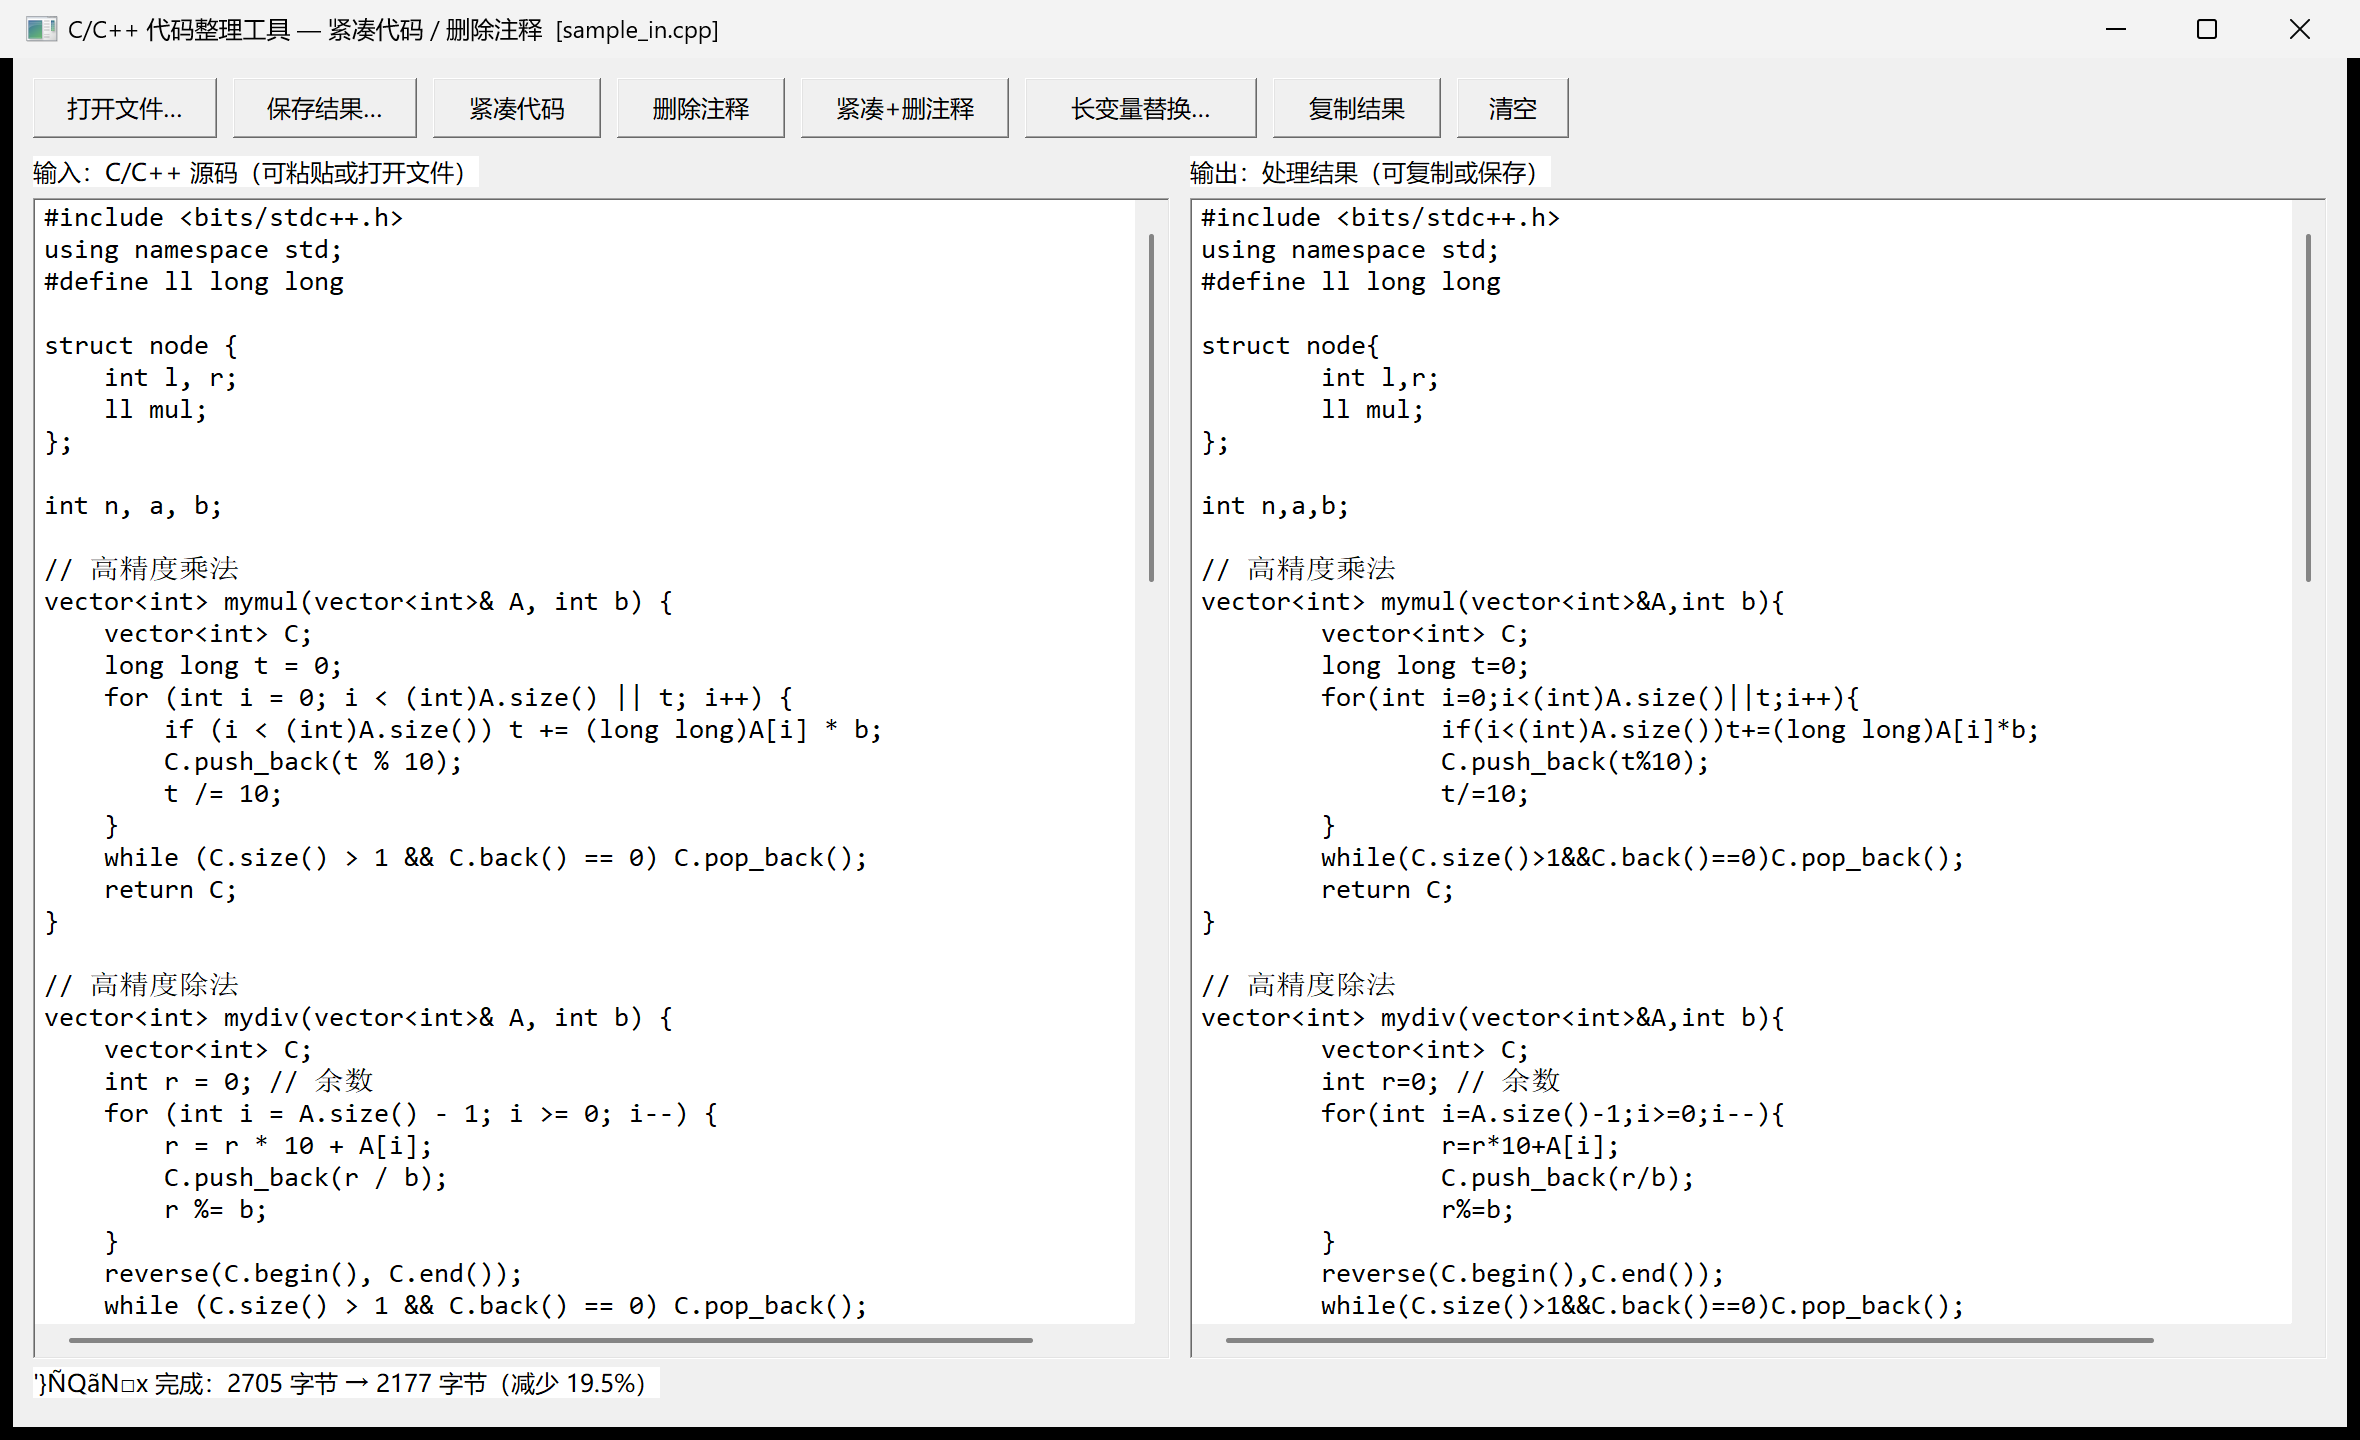 C/C++ 代码整理工具 — 紧凑代码 / 删除注释  [sample_in.cpp]
打开文件... 保存结果... 紧凑代码 删除注释 紧凑+删注释 长变量替换... 复制结果 清空
输入：C/C++ 源码（可粘贴或打开文件）
#include <bits/stdc++.h>
using namespace std;
#define ll long long
struct node {
    int l, r;
    ll mul;
};
int n, a, b;
// 高精度乘法
vector<int> mymul(vector<int>& A, int b) {
    vector<int> C;
    long long t = 0;
    for (int i = 0; i < (int)A.size() || t; i++) {
        if (i < (int)A.size()) t += (long long)A[i] * b;
        C.push_back(t % 10);
        t /= 10;
    }
    while (C.size() > 1 && C.back() == 0) C.pop_back();
    return C;
}
// 高精度除法
vector<int> mydiv(vector<int>& A, int b) {
    vector<int> C;
    int r = 0; // 余数
    for (int i = A.size() - 1; i >= 0; i--) {
        r = r * 10 + A[i];
        C.push_back(r / b);
        r %= b;
    }
    reverse(C.begin(), C.end());
    while (C.size() > 1 && C.back() == 0) C.pop_back();
输出：处理结果（可复制或保存）
#include <bits/stdc++.h>
using namespace std;
#define ll long long
struct node{
        int l,r;
        ll mul;
};
int n,a,b;
// 高精度乘法
vector<int> mymul(vector<int>&A,int b){
        vector<int> C;
        long long t=0;
        for(int i=0;i<(int)A.size()||t;i++){
                if(i<(int)A.size())t+=(long long)A[i]*b;
                C.push_back(t%10);
                t/=10;
        }
        while(C.size()>1&&C.back()==0)C.pop_back();
        return C;
}
// 高精度除法
vector<int> mydiv(vector<int>&A,int b){
        vector<int> C;
        int r=0; // 余数
        for(int i=A.size()-1;i>=0;i--){
                r=r*10+A[i];
                C.push_back(r/b);
                r%=b;
        }
        reverse(C.begin(),C.end());
        while(C.size()>1&&C.back()==0)C.pop_back();
'}ÑQãN□x 完成：2705 字节 → 2177 字节（减少 19.5%）